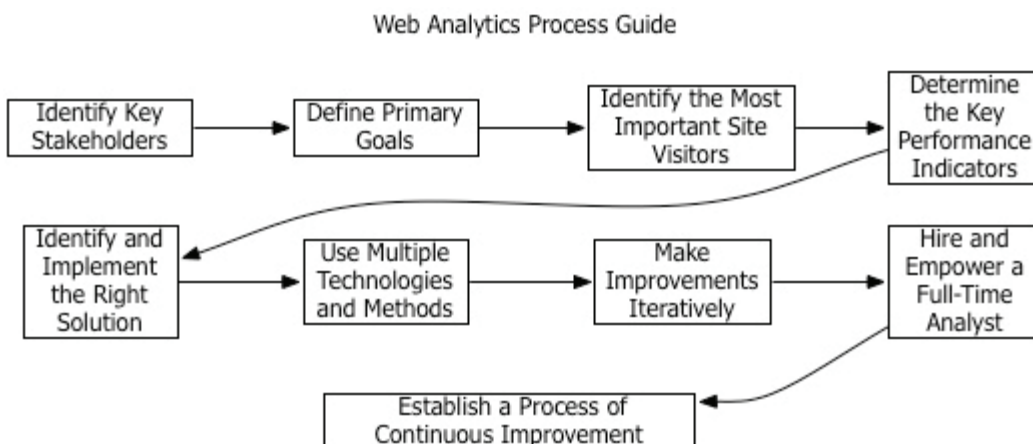 Web Analytics Process Guide
Identify Key
Stakeholders
Define Primary
Goals
Identify the Most
Important Site
Visitors
Determine
the Key
Performance
Indicators
Identify and
Implement
the Right
Solution
Use Multiple
Technologies
and Methods
Make
Improvements
Iteratively
Hire and
Empower a
Full-Time
Analyst
Establish a Process of
Continuous Improvement